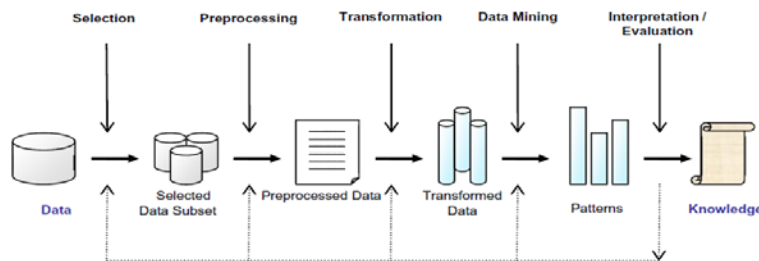 Selection
Preprocessing
Transformation
Data Mining
Interpretation /
Evaluation
Data
Selected
Data Subset
Preprocessed Data
Transformed
Data
Patterns
Knowledge